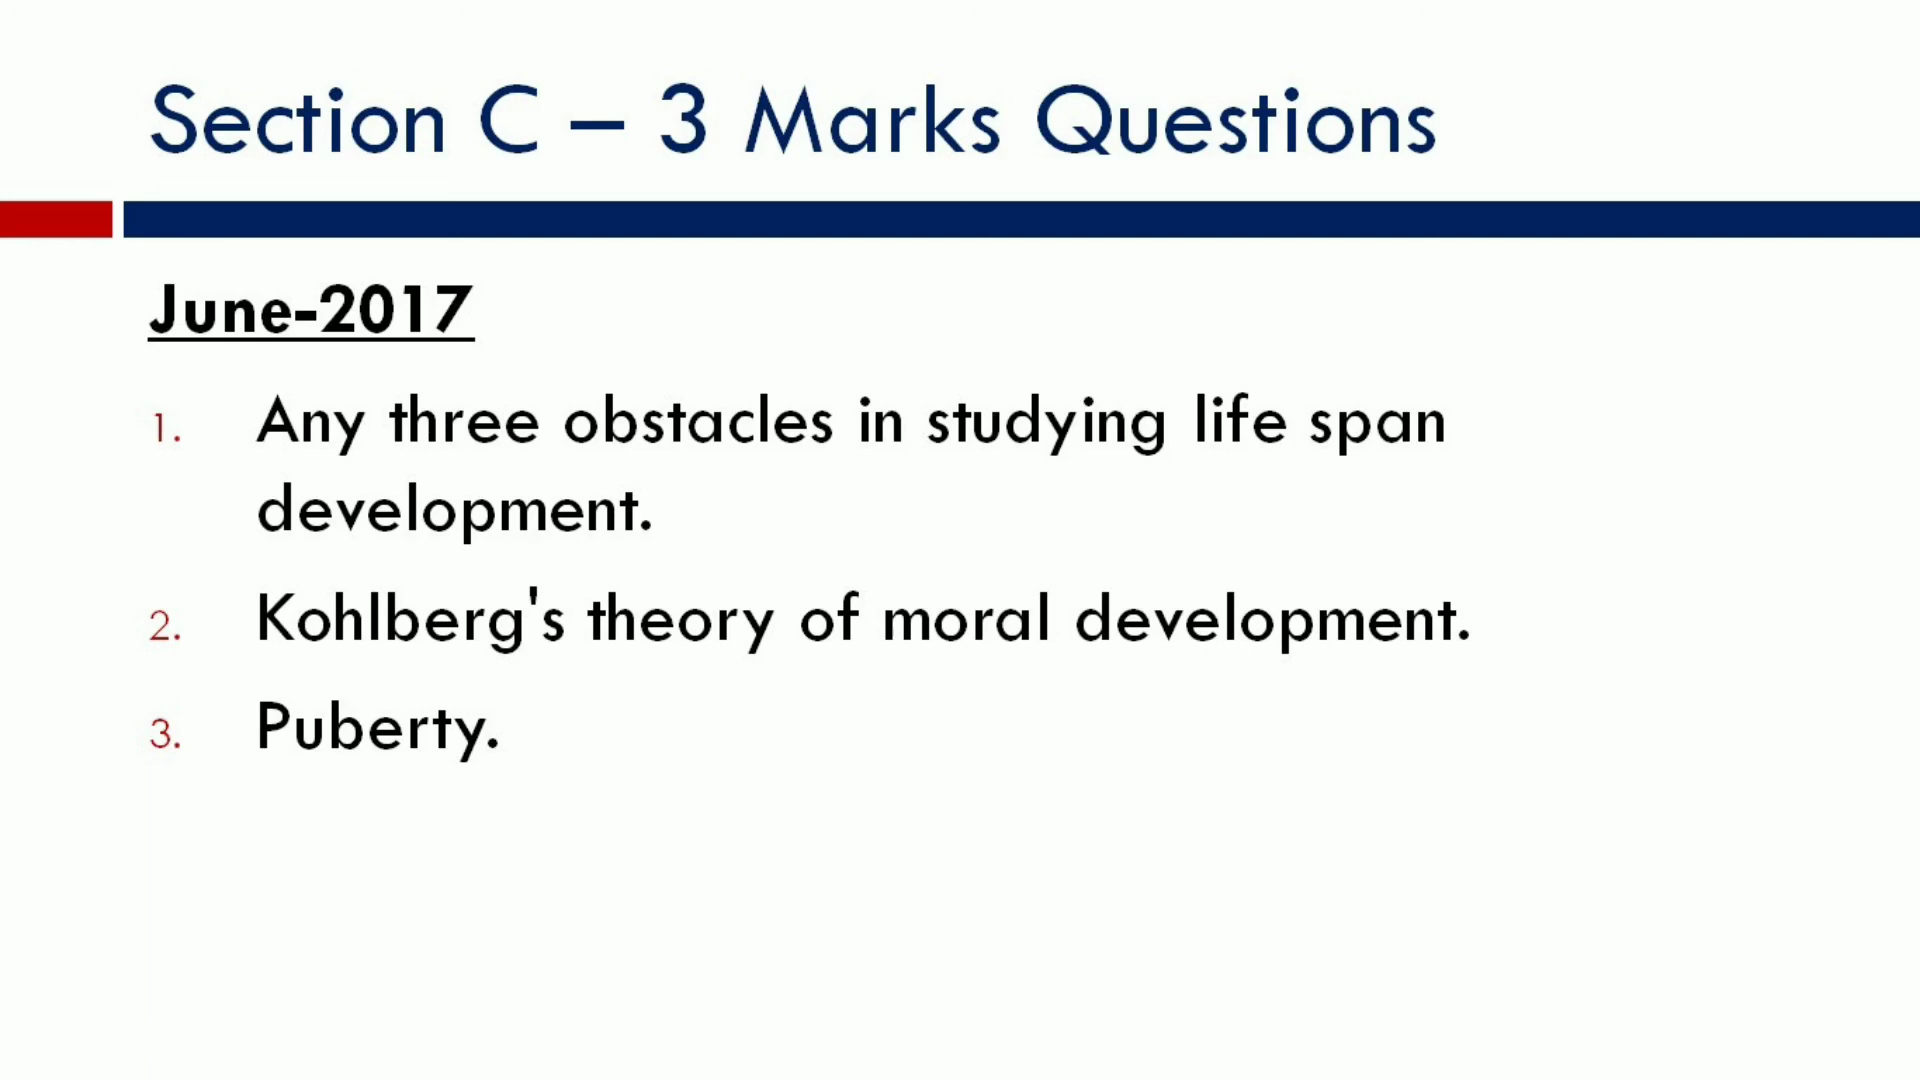 Section C – 3 Marks Questions
June-2017
1. Any three obstacles in studying life span
development.
2. Kohlberg's theory of moral development.
3. Puberty.